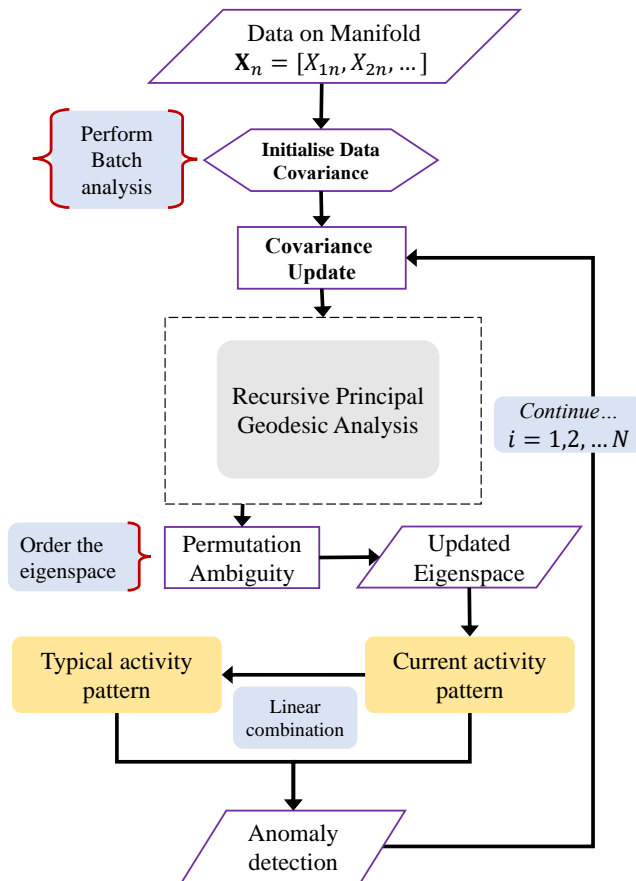 Data on Manifold
𝐗ₙ = [𝑋₁ₙ, 𝑋₂ₙ, … ]
Perform
Batch
analysis
Initialise Data
Covariance
Covariance
Update
Recursive Principal
Geodesic Analysis
Continue…
𝑖 = 1,2, … 𝑁
Order the
eigenspace
Permutation
Ambiguity
Updated
Eigenspace
Typical activity
pattern
Current activity
pattern
Linear
combination
Anomaly
detection